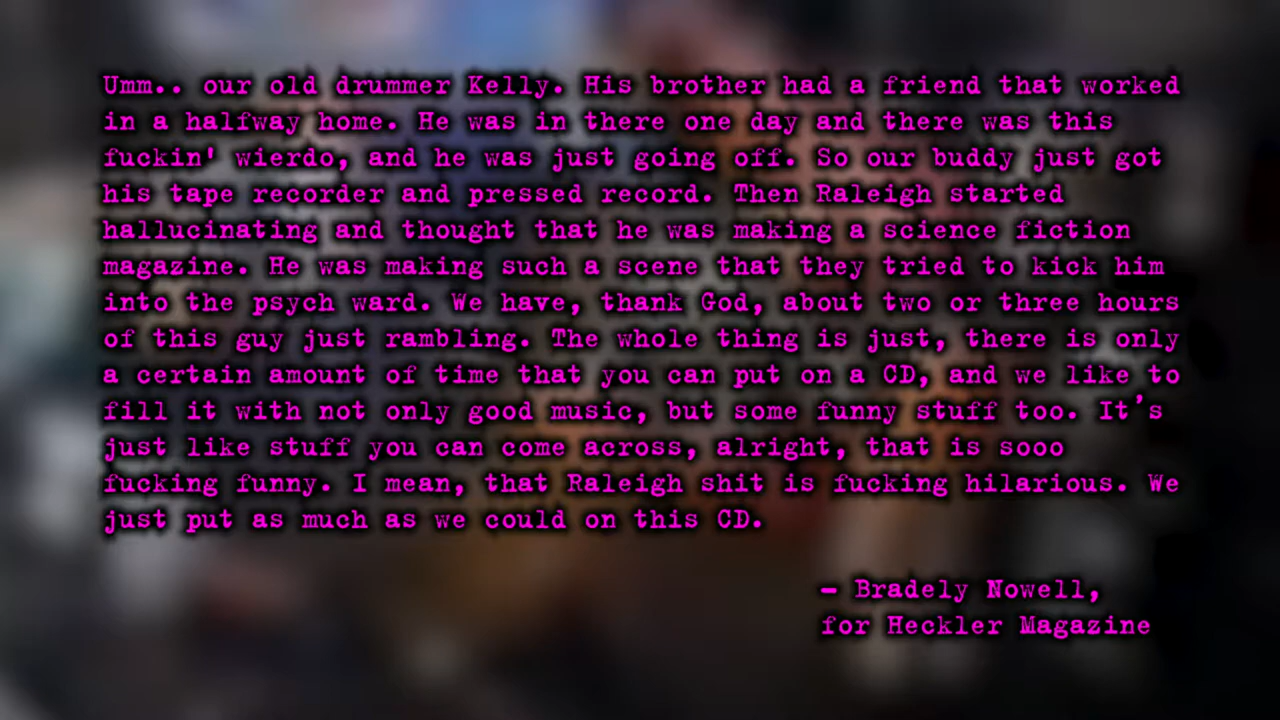 Umm.. our old drummer Kelly. His brother had a friend that worked
in a halfway home. He was in there one day and there was this
fuckin' wierdo, and he was just going off. So our buddy just got
his tape recorder and pressed record. Then Raleigh started
hallucinating and thought that he was making a science fiction
magazine. He was making such a scene that they tried to kick him
into the psych ward. We have, thank God, about two or three hours
of this guy just rambling. The whole thing is just, there is only
a certain amount of time that you can put on a CD, and we like to
fill it with not only good music, but some funny stuff too. It's
just like stuff you can come across, alright, that is sooo
fucking funny. I mean, that Raleigh shit is fucking hilarious. We
just put as much as we could on this CD.
– Bradely Nowell,
for Heckler Magazine